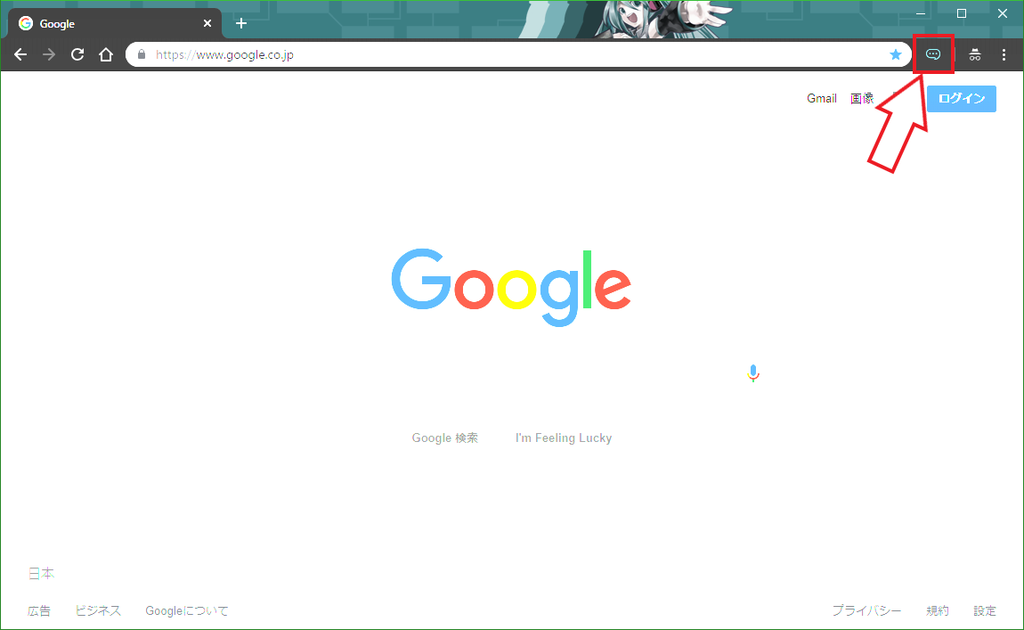 Google
https://www.google.co.jp
Gmail 画像
ログイン
Google
Google 検索 I'm Feeling Lucky
日本
広告 ビジネス Googleについて
プライバシー 規約 設定